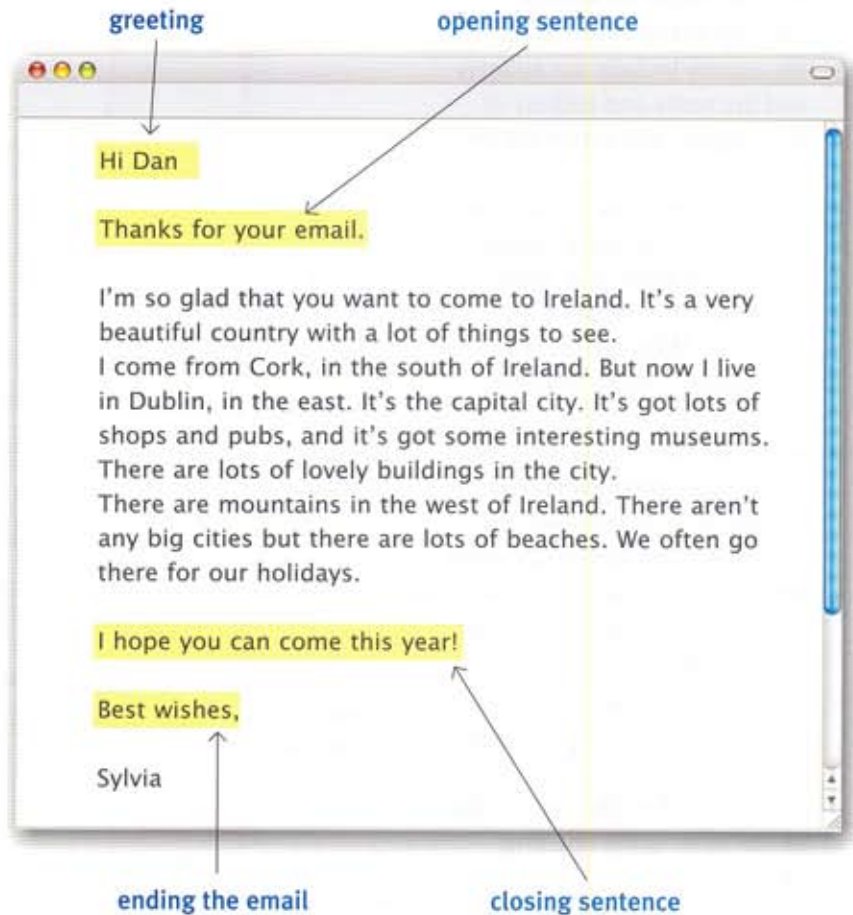 greeting
opening sentence
Hi Dan
Thanks for your email.
I'm so glad that you want to come to Ireland. It's a very
beautiful country with a lot of things to see.
I come from Cork, in the south of Ireland. But now I live
in Dublin, in the east. It's the capital city. It's got lots of
shops and pubs, and it's got some interesting museums.
There are lots of lovely buildings in the city.
There are mountains in the west of Ireland. There aren't
any big cities but there are lots of beaches. We often go
there for our holidays.
I hope you can come this year!
Best wishes,
Sylvia
ending the email
closing sentence